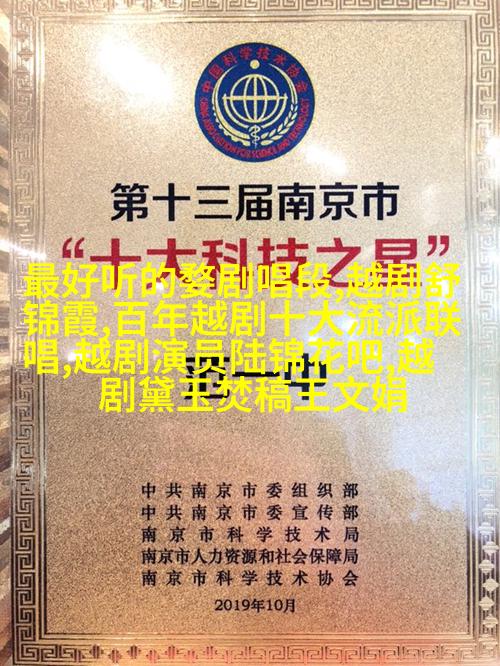 中国科学技术协会
CHINA ASSOCIATION FOR SCIENCE AND TECHNOLOGY
第十三届南京市
“十大科技之星”
最好听的婺剧唱段,越剧舒
锦霞,百年越剧十大流派联
唱,越剧演员陆锦花吧,越
剧黛玉焚稿王文娟
中共南京市委组织部
中共南京市委宣传部
南京市科学技术局
南京市人力资源和社会保障局
南京市科学技术协会
2019年10月